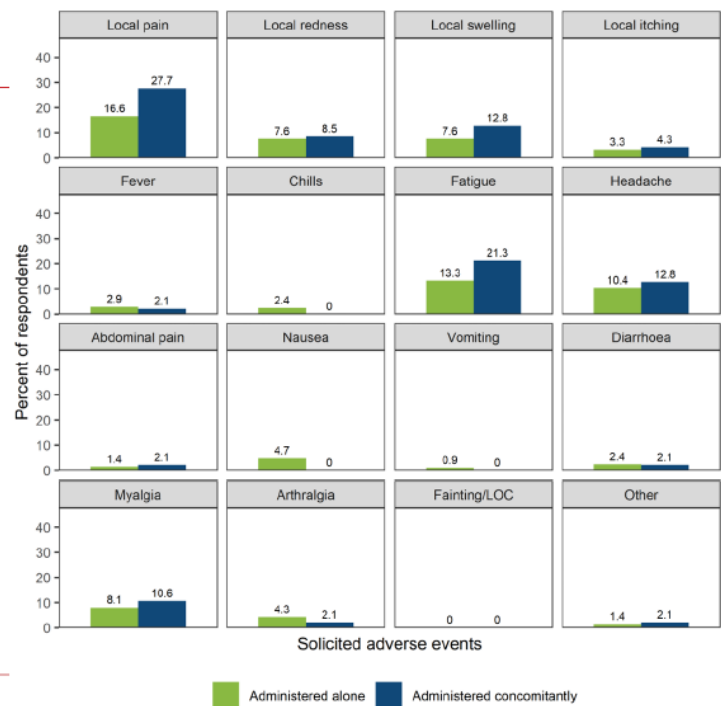 Local pain Local redness Local swelling Local itching
40
30 27.7
20 16.6
10 7.6 8.5 7.6 12.8 3.3 4.3
0
Fever Chills Fatigue Headache
40
30
20 13.3 21.3 10.4 12.8
10 2.9 2.1 2.4 0
0
Abdominal pain Nausea Vomiting Diarrhoea
40
30
20
10 1.4 2.1 4.7 0 0.9 0 2.4 2.1
0
Myalgia Arthralgia Fainting/LOC Other
40
30
20
10 8.1 10.6 4.3 2.1 0 0 1.4 2.1
0
Percent of respondents
Solicited adverse events
Administered alone Administered concomitantly